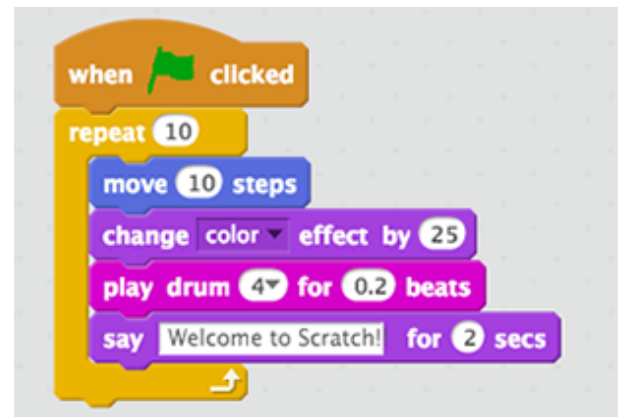 when clicked
repeat 10
move 10 steps
change color effect by 25
play drum 4 for 0.2 beats
say Welcome to Scratch! for 2 secs